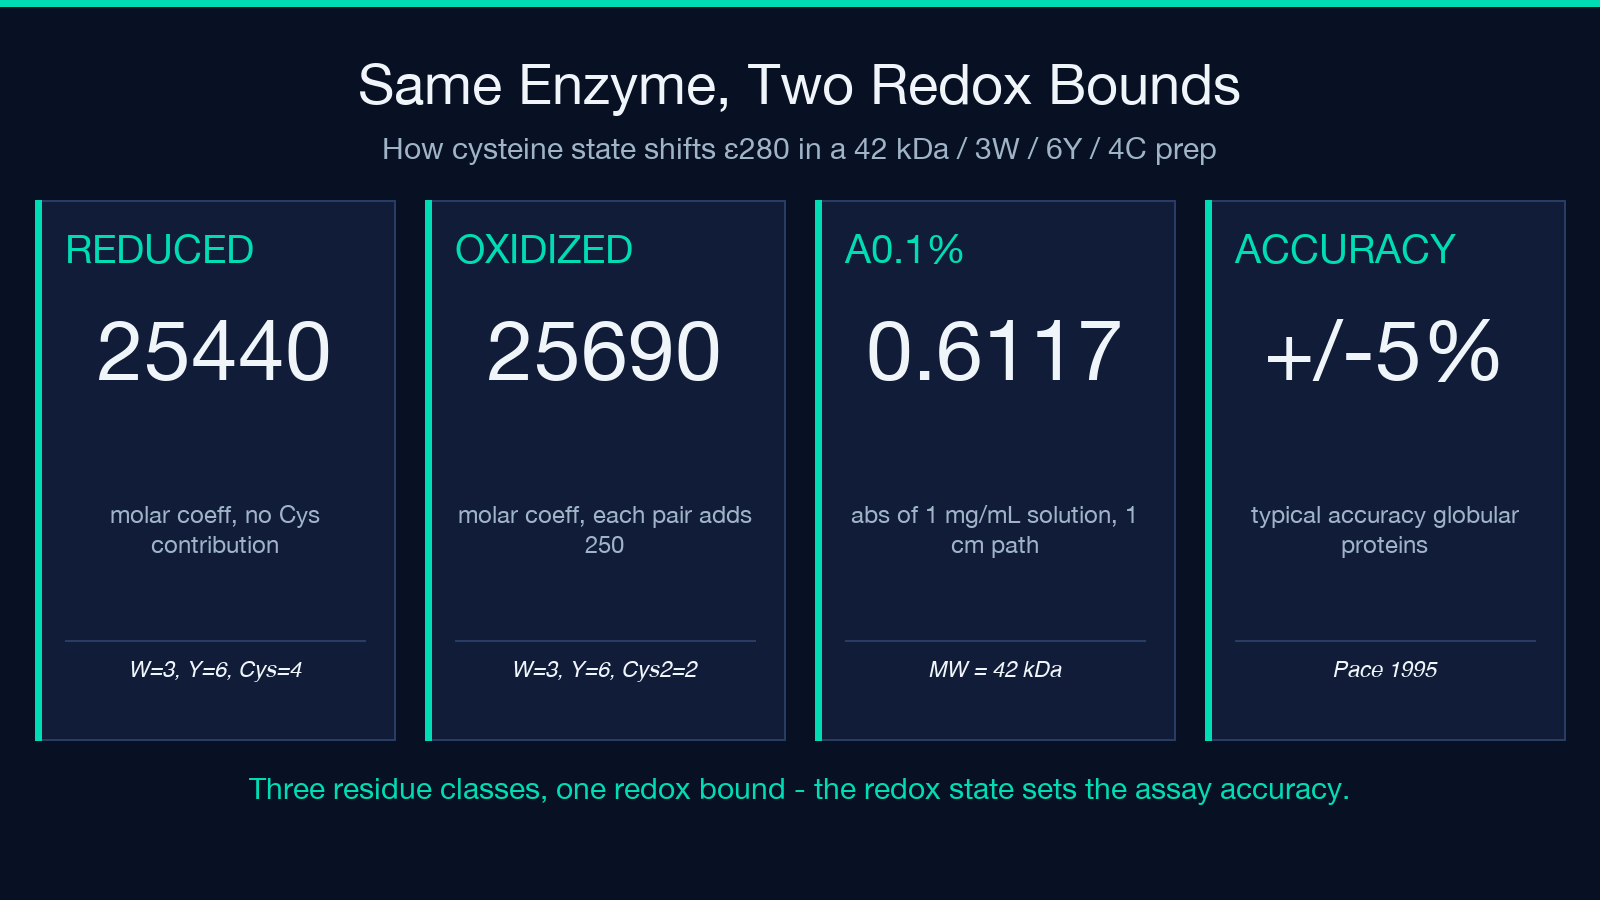 Same Enzyme, Two Redox Bounds
How cysteine state shifts ε280 in a 42 kDa / 3W / 6Y / 4C prep
REDUCED
25440
molar coeff, no Cys
contribution
W=3, Y=6, Cys=4
OXIDIZED
25690
molar coeff, each pair adds
250
W=3, Y=6, Cys2=2
A0.1%
0.6117
abs of 1 mg/mL solution, 1
cm path
MW = 42 kDa
ACCURACY
+/-5%
typical accuracy globular
proteins
Pace 1995
Three residue classes, one redox bound - the redox state sets the assay accuracy.